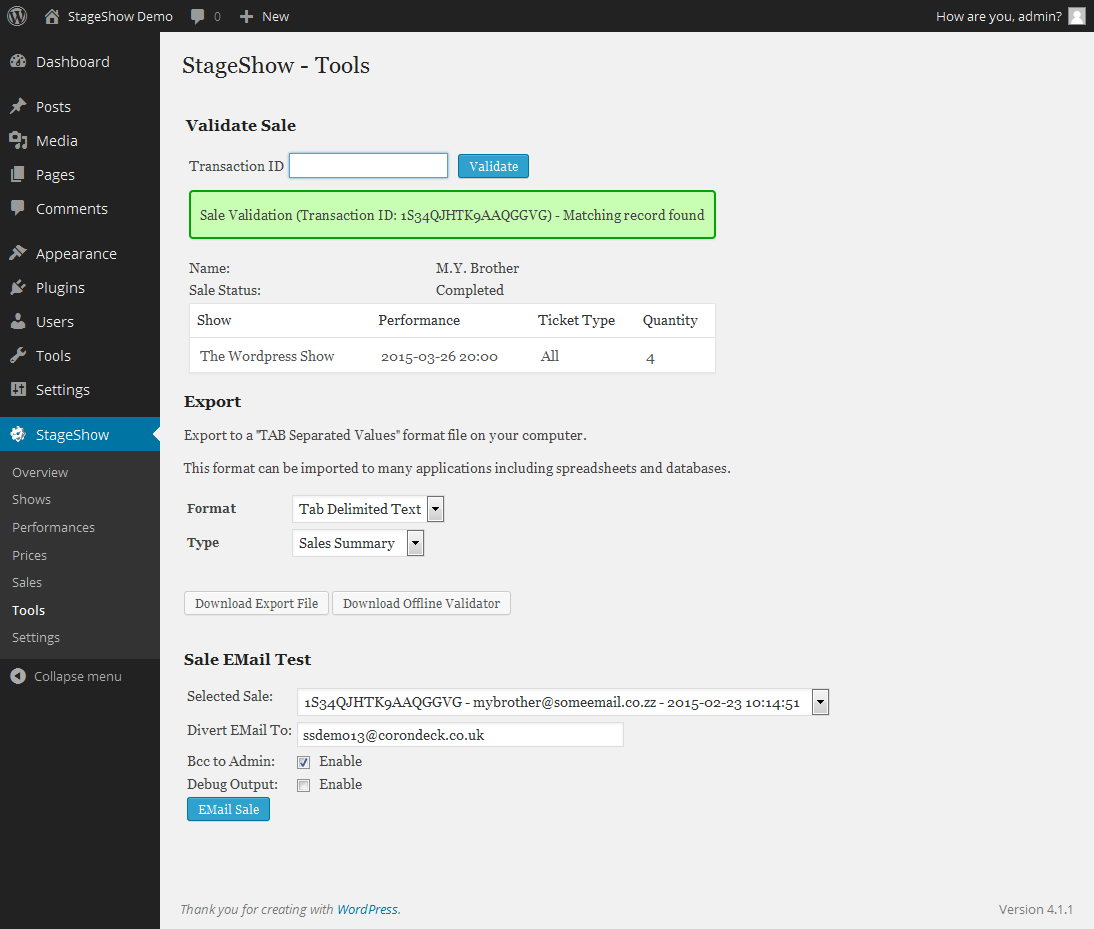 StageShow Demo 0 New How are you, admin?
Dashboard
Posts
Media
Pages
Comments
Appearance
Plugins
Users
Tools
Settings
StageShow
Overview
Shows
Performances
Prices
Sales
Tools
Settings
Collapse menu
StageShow - Tools
Validate Sale
Transaction ID Validate
Sale Validation (Transaction ID: 1S34QJHTK9AAQGGVG) - Matching record found
Name: M.Y. Brother
Sale Status: Completed
Show Performance Ticket Type Quantity
The Wordpress Show 2015-03-26 20:00 All 4
Export
Export to a "TAB Separated Values" format file on your computer.
This format can be imported to many applications including spreadsheets and databases.
Format Tab Delimited Text
Type Sales Summary
Download Export File Download Offline Validator
Sale EMail Test
Selected Sale: 1S34QJHTK9AAQGGVG - mybrother@someemail.co.zz - 2015-02-23 10:14:51
Divert EMail To: ssdemo13@corondeck.co.uk
Bcc to Admin: Enable
Debug Output: Enable
EMail Sale
Thank you for creating with WordPress. Version 4.1.1